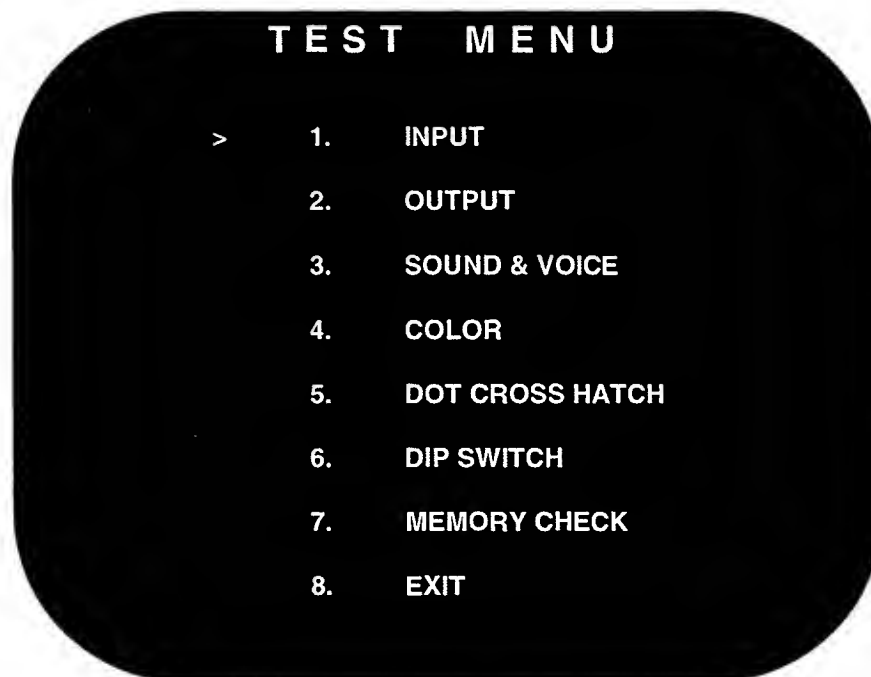 TEST MENU
> 1. INPUT
2. OUTPUT
3. SOUND & VOICE
4. COLOR
5. DOT CROSS HATCH
6. DIP SWITCH
7. MEMORY CHECK
8. EXIT